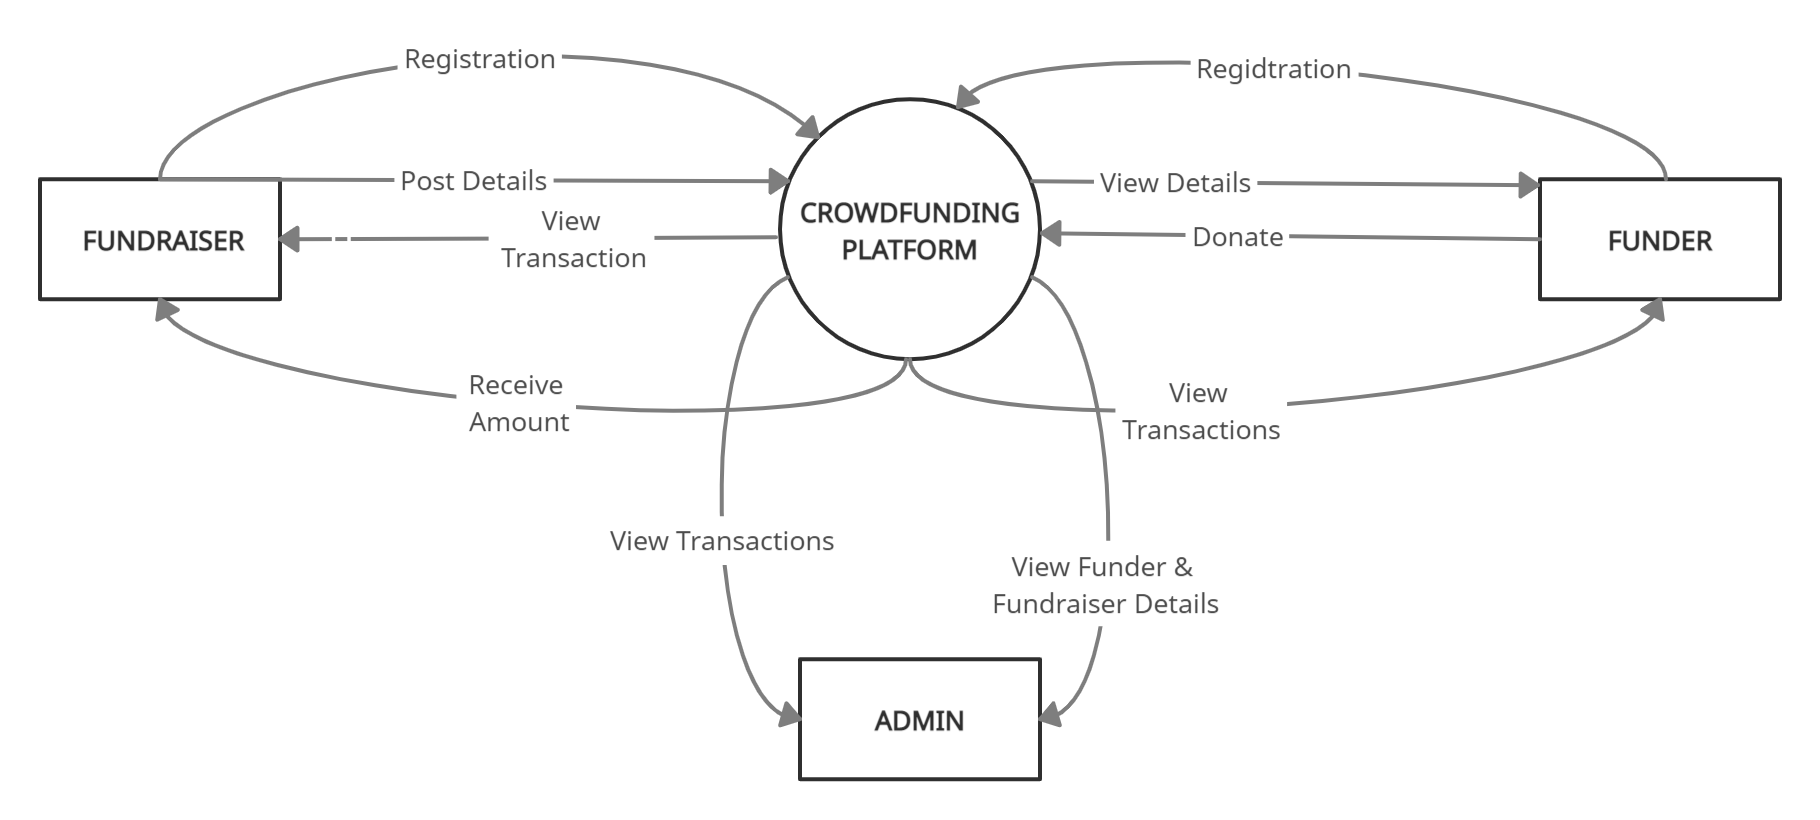 Registration
Regidtration
Post Details
View Details
CROWDFUNDING
PLATFORM
FUNDRAISER
View
Transaction
Donate
FUNDER
Receive
Amount
View
Transactions
View Transactions
View Funder &
Fundraiser Details
ADMIN